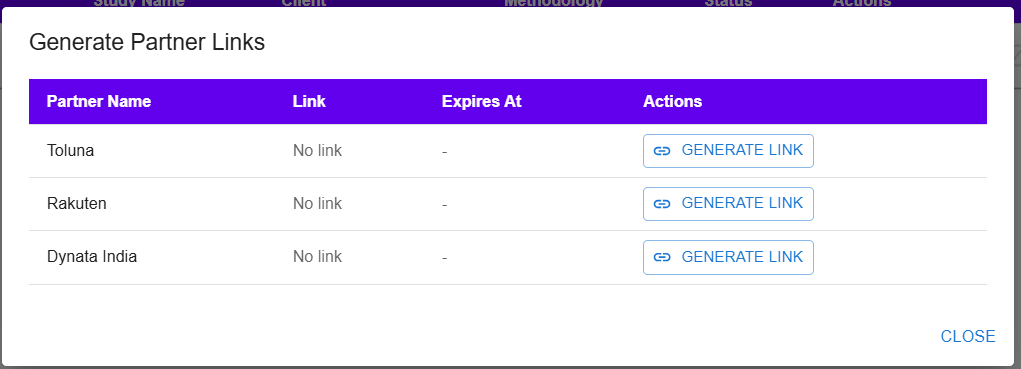 Study Name Client Methodology Status Actions
Generate Partner Links
Partner Name Link Expires At Actions
Toluna No link - GENERATE LINK
Rakuten No link - GENERATE LINK
Dynata India No link - GENERATE LINK
CLOSE